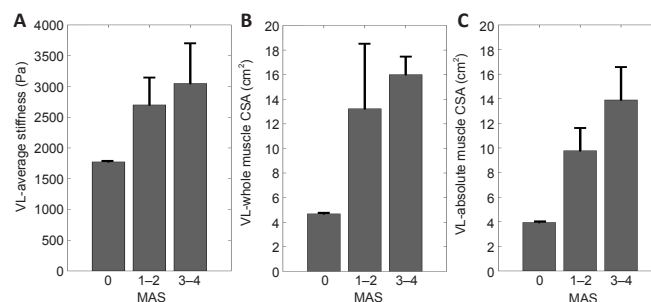 A
VL-average stiffness (Pa)
4000
3500
3000
2500
2000
1500
1000
500
0
0 1–2 3–4
MAS
B
VL-whole muscle CSA (cm²)
20
18
16
14
12
10
8
6
4
2
0
0 1–2 3–4
MAS
C
VL-absolute muscle CSA (cm²)
20
18
16
14
12
10
8
6
4
2
0
0 1–2 3–4
MAS